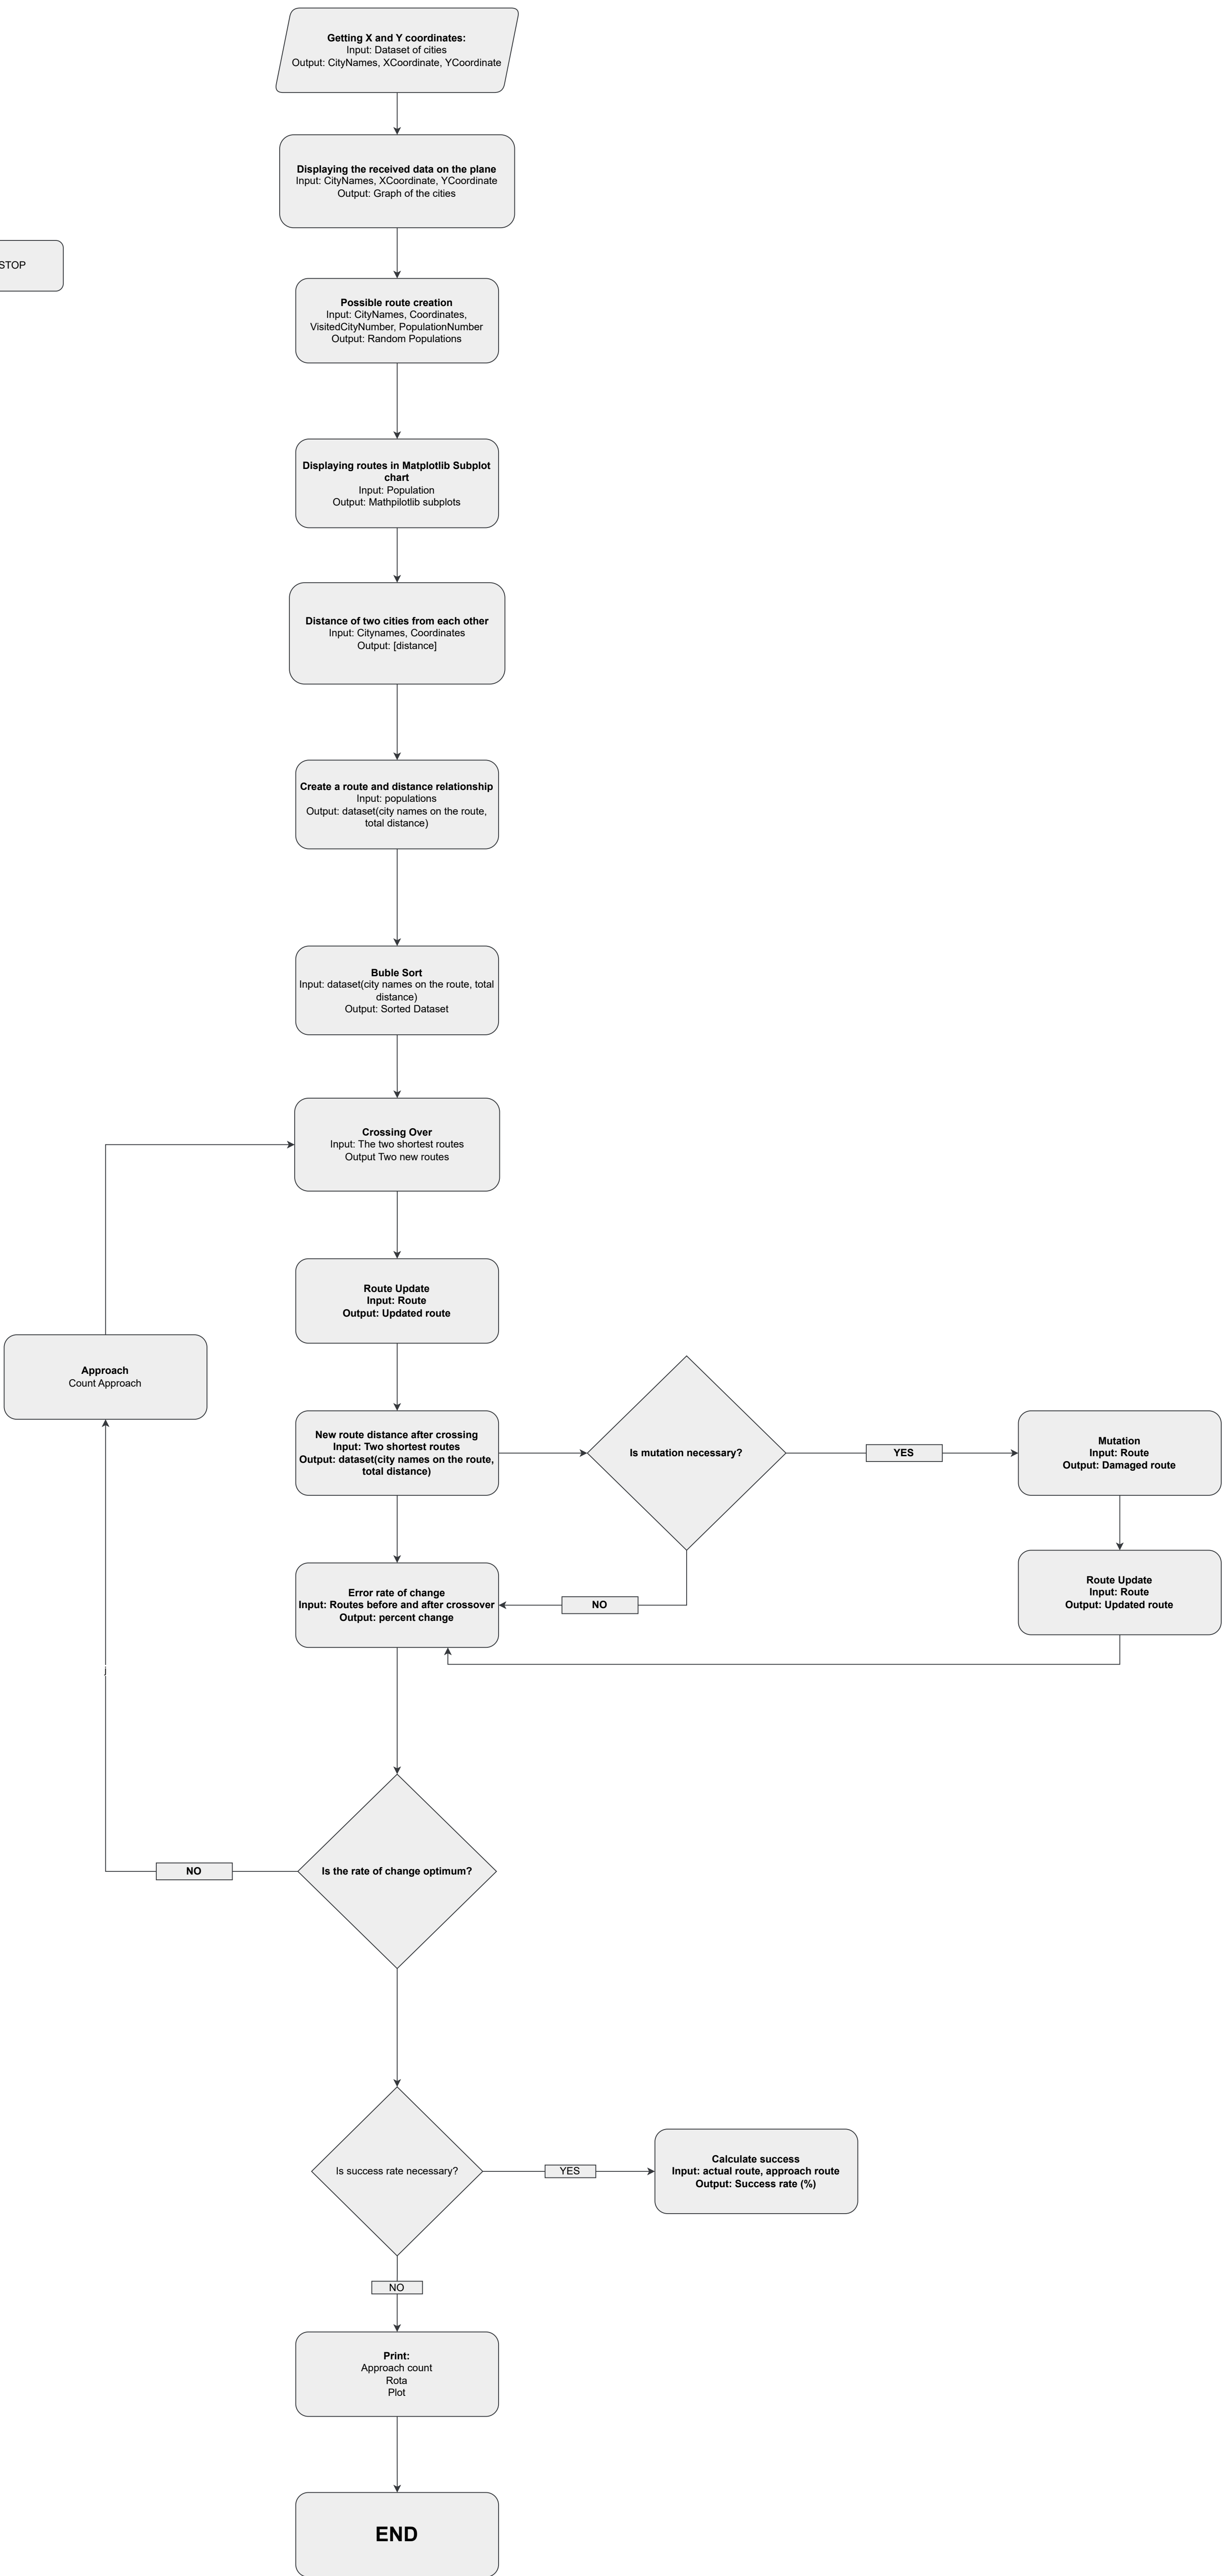 Getting X and Y coordinates:
Input: Dataset of cities
Output: CityNames, XCoordinate, YCoordinate
Displaying the received data on the plane
Input: CityNames, XCoordinate, YCoordinate
Output: Graph of the cities
STOP
Possible route creation
Input: CityNames, Coordinates,
VisitedCityNumber, PopulationNumber
Output: Random Populations
Displaying routes in Matplotlib Subplot
chart
Input: Population
Output: Mathpilotlib subplots
Distance of two cities from each other
Input: Citynames, Coordinates
Output: [distance]
Create a route and distance relationship
Input: populations
Output: dataset(city names on the route,
total distance)
Buble Sort
Input: dataset(city names on the route, total
distance)
Output: Sorted Dataset
Crossing Over
Input: The two shortest routes
Output Two new routes
Route Update
Input: Route
Output: Updated route
Approach
Count Approach
New route distance after crossing
Input: Two shortest routes
Output: dataset(city names on the route,
total distance)
Is mutation necessary?
YES
Mutation
Input: Route
Output: Damaged route
Error rate of change
Input: Routes before and after crossover
Output: percent change
NO
Route Update
Input: Route
Output: Updated route
j
Is the rate of change optimum?
NO
Is success rate necessary?
YES
Calculate success
Input: actual route, approach route
Output: Success rate (%)
NO
Print:
Approach count
Rota
Plot
END